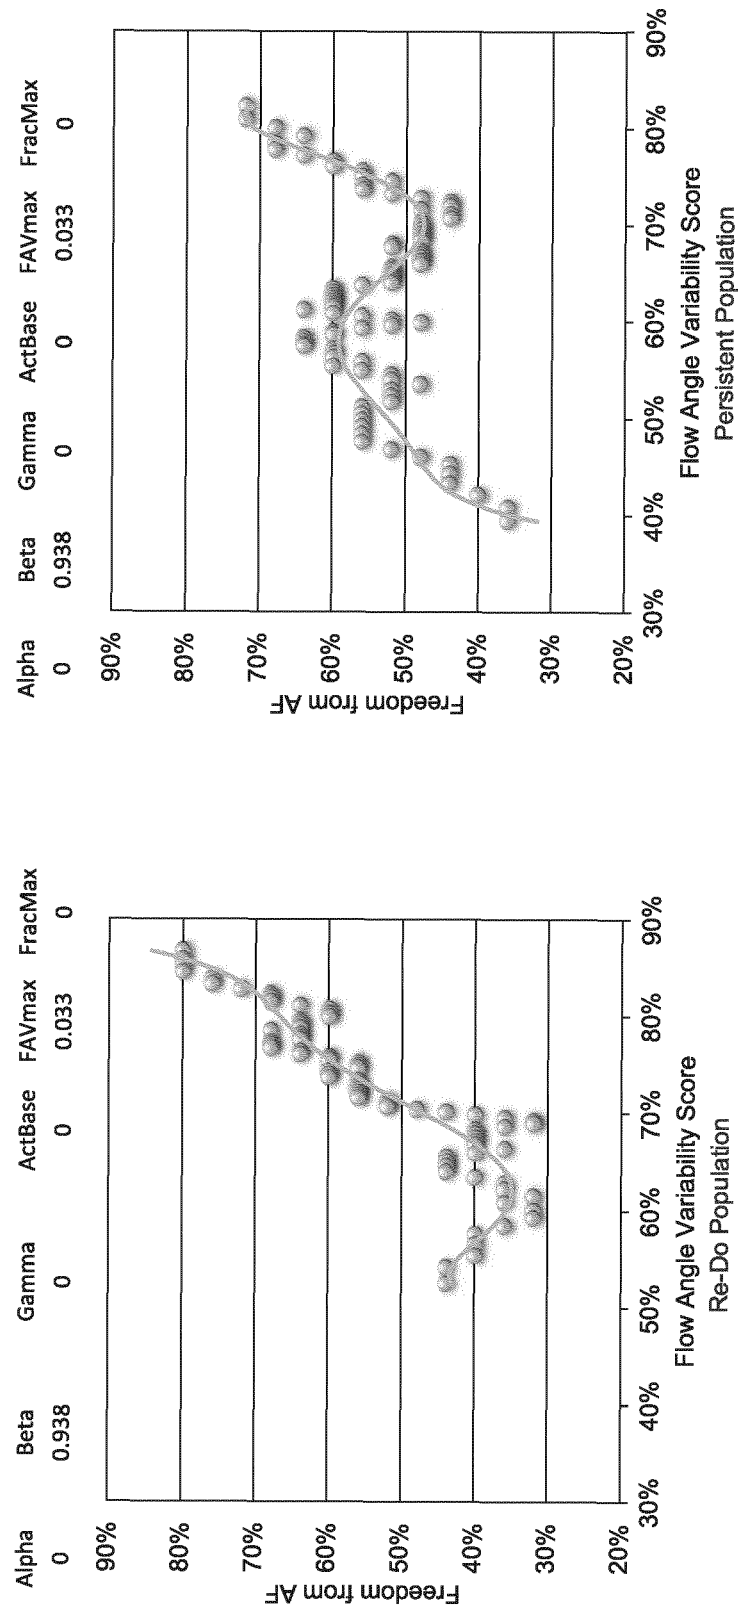 Alpha Beta Gamma ActBase FAVmax FracMax
0 0.938 0 0 0.033 0
90%
80%
70%
60%
50%
40%
30%
20%
Freedom from AF
30% 40% 50% 60% 70% 80% 90%
Flow Angle Variability Score
Re-Do Population
Alpha Beta Gamma ActBase FAVmax FracMax
0 0.938 0 0 0.033 0
90%
80%
70%
60%
50%
40%
30%
20%
Freedom from AF
30% 40% 50% 60% 70% 80% 90%
Flow Angle Variability Score
Persistent Population